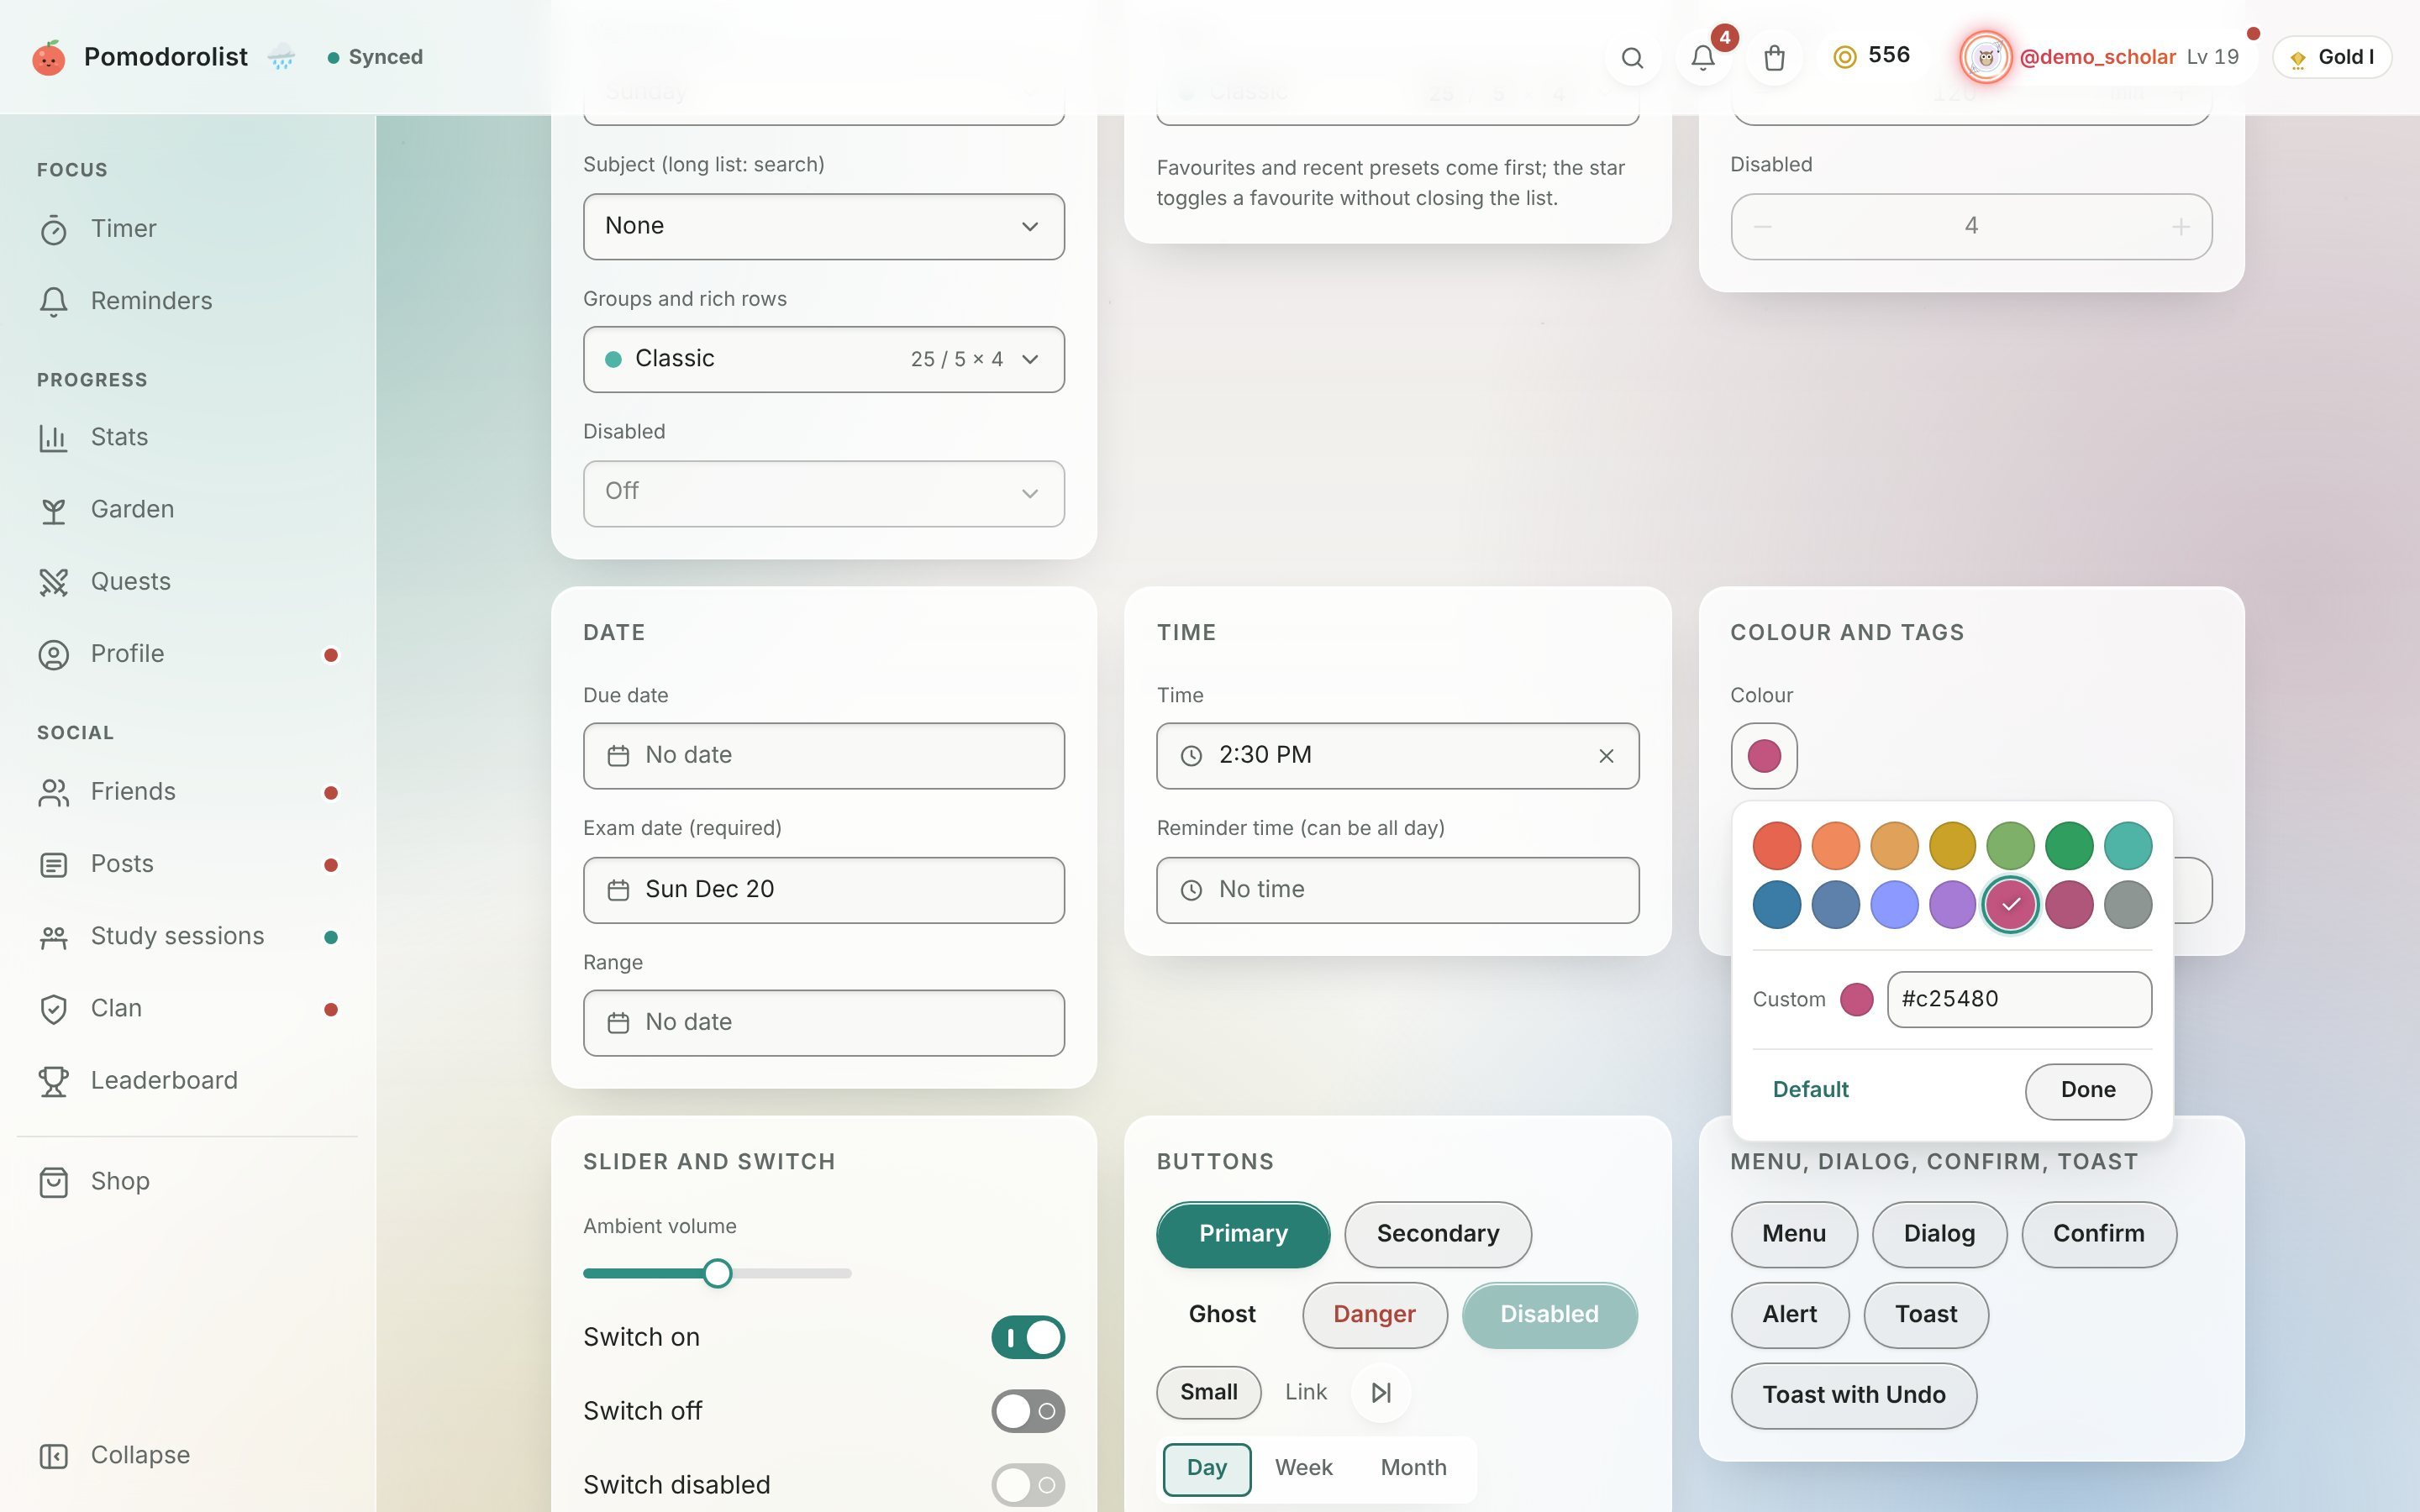 Pomodorolist
Synced
4
556
@demo_scholar Lv 19
Gold I
FOCUS
Timer
Reminders
PROGRESS
Stats
Garden
Quests
Profile
SOCIAL
Friends
Posts
Study sessions
Clan
Leaderboard
Shop
Collapse
Sunday
Subject (long list: search)
None
Groups and rich rows
Classic 25 / 5 × 4
Disabled
Off
Classic 25 5 4
Favourites and recent presets come first; the star
toggles a favourite without closing the list.
120
Disabled
4
DATE
Due date
No date
Exam date (required)
Sun Dec 20
Range
No date
TIME
Time
2:30 PM
Reminder time (can be all day)
No time
COLOUR AND TAGS
Colour
Custom #c25480
Default Done
SLIDER AND SWITCH
Ambient volume
Switch on
Switch off
Switch disabled
BUTTONS
Primary Secondary
Ghost Danger Disabled
Small Link
Day Week Month
MENU, DIALOG, CONFIRM, TOAST
Menu Dialog Confirm
Alert Toast
Toast with Undo